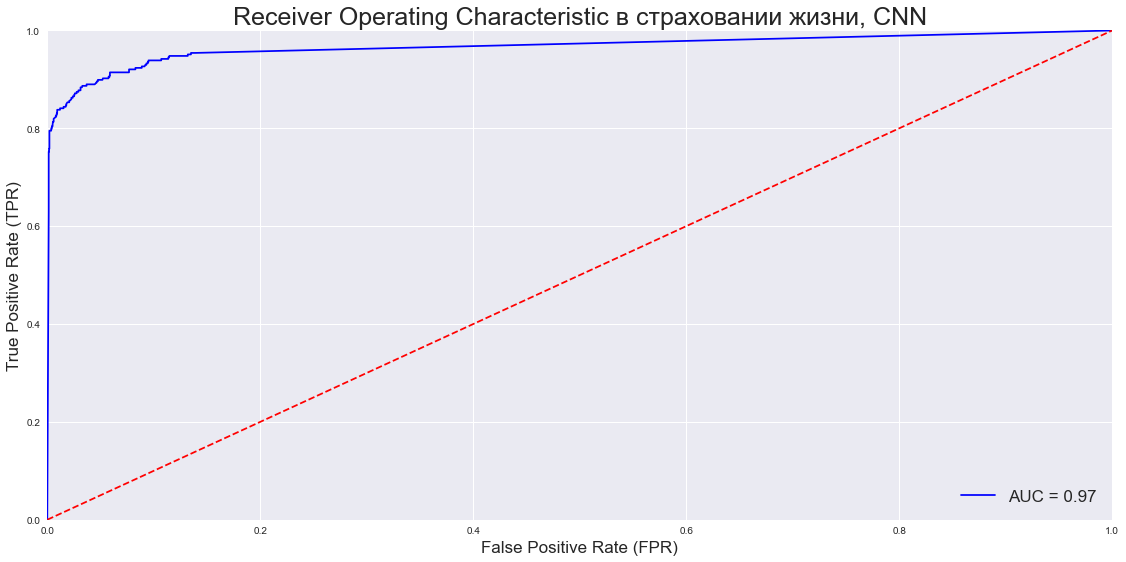 Receiver Operating Characteristic в страховании жизни, CNN
1.0
0.8
0.6
0.4
0.2
0.0
True Positive Rate (TPR)
AUC = 0.97
0.0 0.2 0.4 0.6 0.8 1.0
False Positive Rate (FPR)